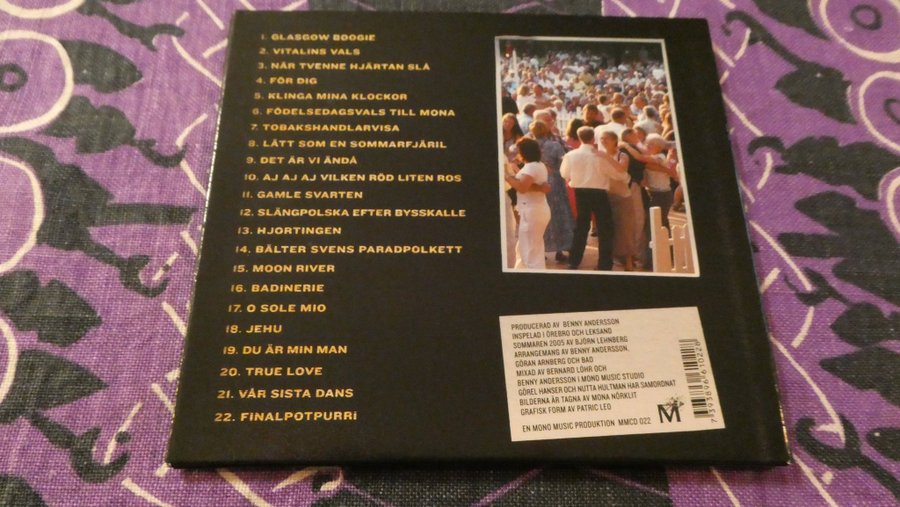 1. GLASGOW BOOGIE
2. VITALINS VALS
3. NÄR TVENNE HJÄRTAN SLÅ
4. FÖR DIG
5. KLINGA MINA KLOCKOR
6. FÖDELSEDAGSVALS TILL MONA
7. TOBAKSHANDLARVISA
8. LÄTT SOM EN SOMMARFJÄRIL
9. DET ÄR VI ÄNDÅ
10. AJ AJ AJ VILKEN RÖD LITEN ROS
11. GAMLE SVARTEN
12. SLÄNGPOLSKA EFTER BYSSKALLE
13. HJORTINGEN
14. BÄLTER SVENS PARADPOLKETT
15. MOON RIVER
16. BADINERIE
17. O SOLE MIO
18. JEHU
19. DU ÄR MIN MAN
20. TRUE LOVE
21. VÅR SISTA DANS
22. FINALPOTPURRI
PRODUCERAD AV BENNY ANDERSSON
INSPELAD I ÖREBRO OCH LEKSAND
SOMMAREN 2005 AV BJÖRN LEHNBERG
ARRANGEMANG AV BENNY ANDERSSON,
GÖRAN ARNBERG OCH BAO
MIXAD AV BERNARD LÖHR OCH
BENNY ANDERSSON I MONO MUSIC STUDIO
GÖREL HANSER OCH NUTTA HULTMAN HAR SAMORDNAT
BILDERNA ÄR TAGNA AV MONA NÖRKLIT
GRAFISK FORM AV PATRIC LEO
EN MONO MUSIC PRODUKTION MMCD 022
M
7 393896 610228